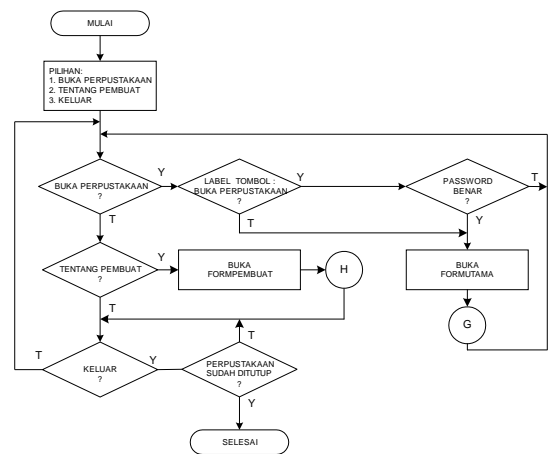 MULAI
PILIHAN:
1. BUKA PERPUSTAKAAN
2. TENTANG PEMBUAT
3. KELUAR
BUKA PERPUSTAKAAN
?
Y
T
LABEL TOMBOL :
BUKA PERPUSTAKAAN
?
Y
T
PASSWORD
BENAR
?
T
Y
TENTANG PEMBUAT
?
Y
T
BUKA
FORMPEMBUAT
H
BUKA
FORMUTAMA
G
KELUAR
?
T
Y
PERPUSTAKAAN
SUDAH DITUTUP
?
T
Y
SELESAI